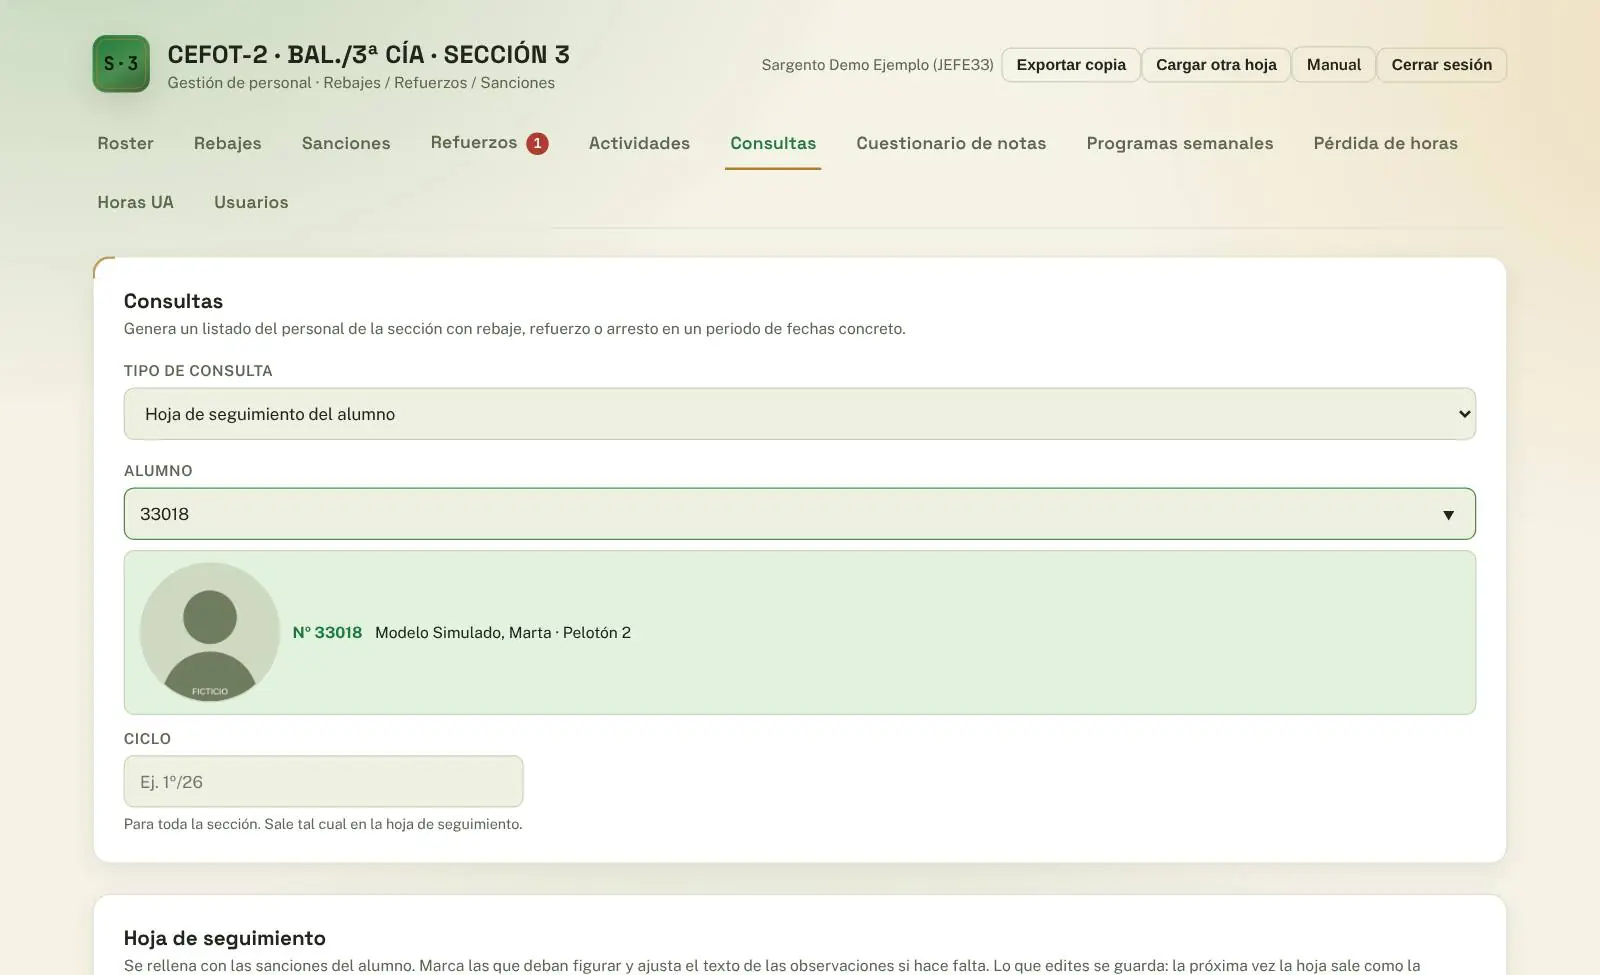 S·3
CEFOT-2 · BAL./3ª CÍA · SECCIÓN 3
Gestión de personal · Rebajes / Refuerzos / Sanciones
Sargento Demo Ejemplo (JEFE33)
Exportar copia
Cargar otra hoja
Manual
Cerrar sesión
Roster
Rebajes
Sanciones
Refuerzos 1
Actividades
Consultas
Cuestionario de notas
Programas semanales
Pérdida de horas
Horas UA
Usuarios
Consultas
Genera un listado del personal de la sección con rebaje, refuerzo o arresto en un periodo de fechas concreto.
TIPO DE CONSULTA
Hoja de seguimiento del alumno
ALUMNO
33018
FICTICIO
Nº 33018 Modelo Simulado, Marta · Pelotón 2
CICLO
Ej. 1º/26
Para toda la sección. Sale tal cual en la hoja de seguimiento.
Hoja de seguimiento
Se rellena con las sanciones del alumno. Marca las que deban figurar y ajusta el texto de las observaciones si hace falta. Lo que edites se guarda: la próxima vez la hoja sale como la